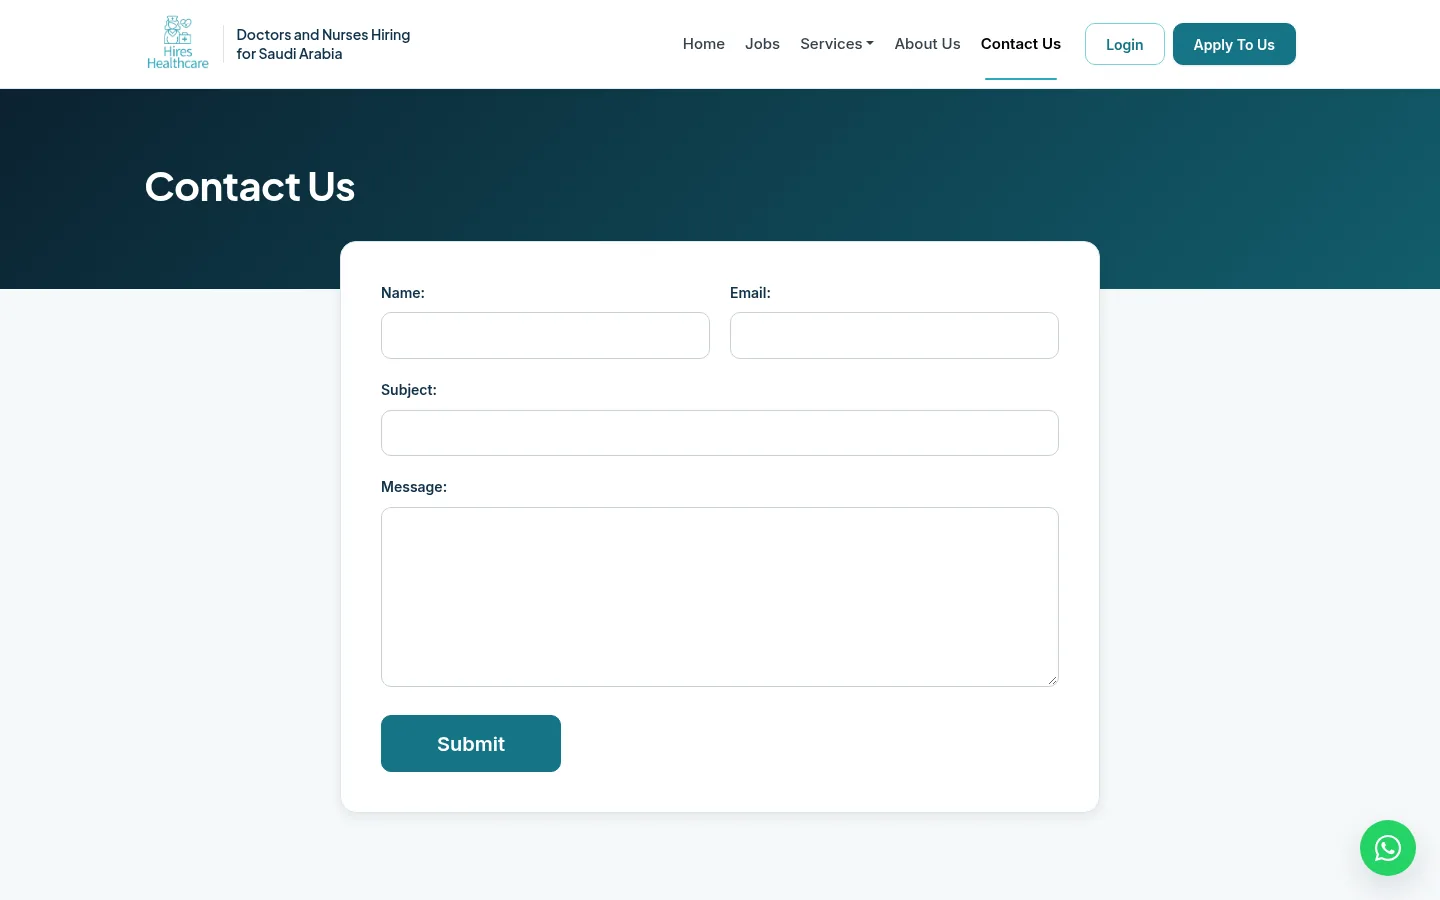 Hires
Healthcare
Doctors and Nurses Hiring
for Saudi Arabia
Home
Jobs
Services
About Us
Contact Us
Login
Apply To Us
Contact Us
Name:
Email:
Subject:
Message:
Submit